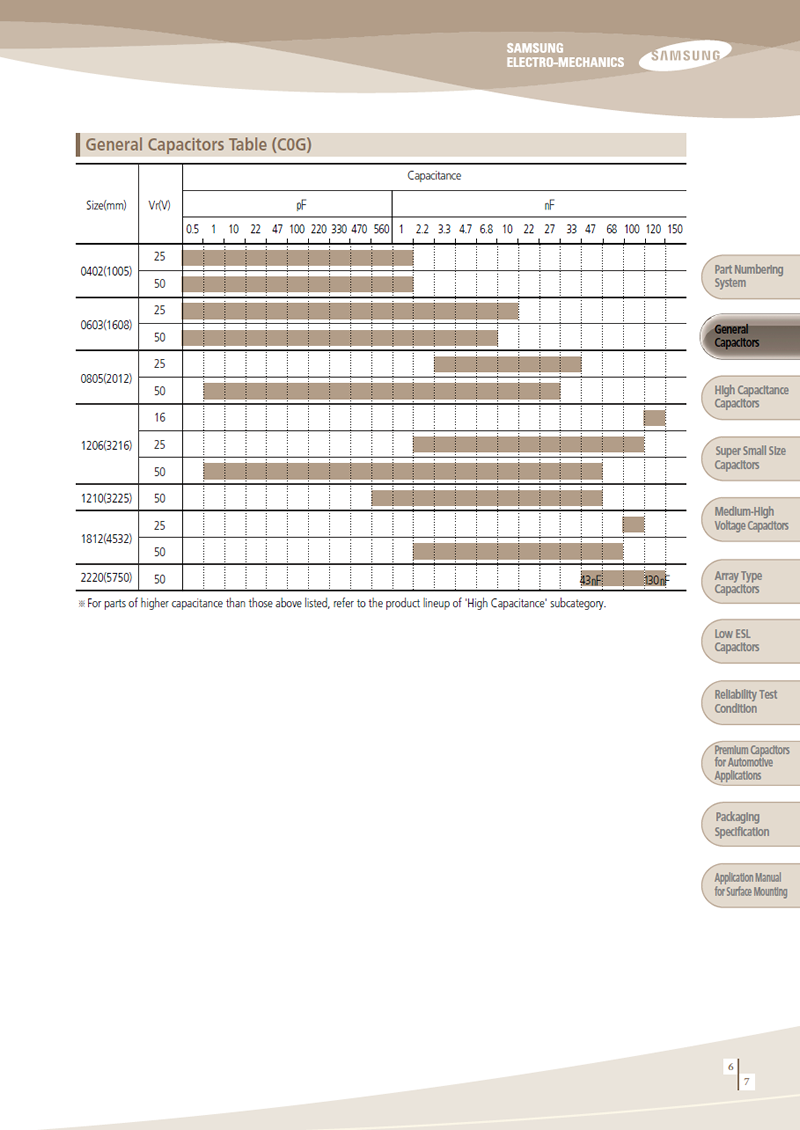 SAMSUNG
ELECTRO-MECHANICS
SAMSUNG
General Capacitors Table (C0G)
Size(mm) Vr(V) Capacitance
pF nF
0.5 1 10 22 47 100 220 330 470 560 1 2.2 3.3 4.7 6.8 10 22 27 33 47 68 100 120 150
0402(1005) 25
50
0603(1608) 25
50
0805(2012) 25
50
1206(3216) 16
25
50
1210(3225) 50
1812(4532) 25
50
2220(5750) 50 43nF 130nF
※For parts of higher capacitance than those above listed, refer to the product lineup of 'High Capacitance' subcategory.
Part Numbering
System
General
Capacitors
High Capacitance
Capacitors
Super Small Size
Capacitors
Medium-High
Voltage Capacitors
Array Type
Capacitors
Low ESL
Capacitors
Reliability Test
Condition
Premium Capacitors
for Automotive
Applications
Packaging
Specification
Application Manual
for Surface Mounting
6
7